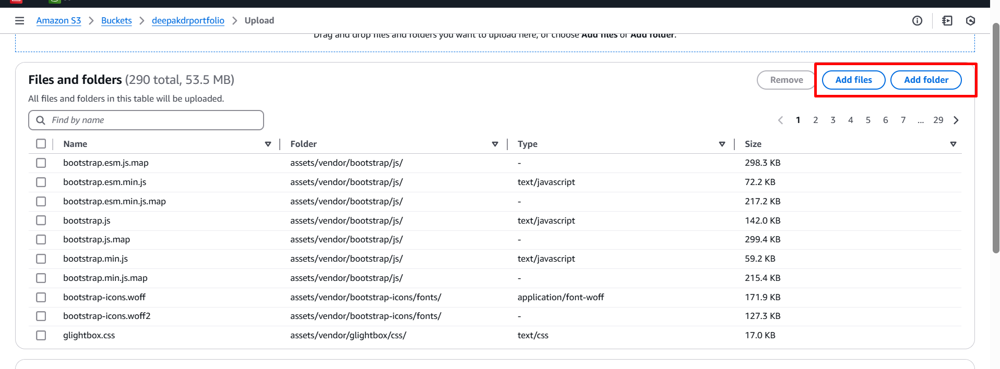 Amazon S3 > Buckets > deepakdrportfolio > Upload
Drag and drop files and folders you want to upload here, or choose Add files or Add folder.
Files and folders (290 total, 53.5 MB)
Remove Add files Add folder
All files and folders in this table will be uploaded.
Find by name
1 2 3 4 5 6 7 ... 29
Name Folder Type Size
bootstrap.esm.js.map assets/vendor/bootstrap/js/ - 298.3 KB
bootstrap.esm.min.js assets/vendor/bootstrap/js/ text/javascript 72.2 KB
bootstrap.esm.min.js.map assets/vendor/bootstrap/js/ - 217.2 KB
bootstrap.js assets/vendor/bootstrap/js/ text/javascript 142.0 KB
bootstrap.js.map assets/vendor/bootstrap/js/ - 299.4 KB
bootstrap.min.js assets/vendor/bootstrap/js/ text/javascript 59.2 KB
bootstrap.min.js.map assets/vendor/bootstrap/js/ - 215.4 KB
bootstrap-icons.woff assets/vendor/bootstrap-icons/fonts/ application/font-woff 171.9 KB
bootstrap-icons.woff2 assets/vendor/bootstrap-icons/fonts/ - 127.3 KB
glightbox.css assets/vendor/glightbox/css/ text/css 17.0 KB